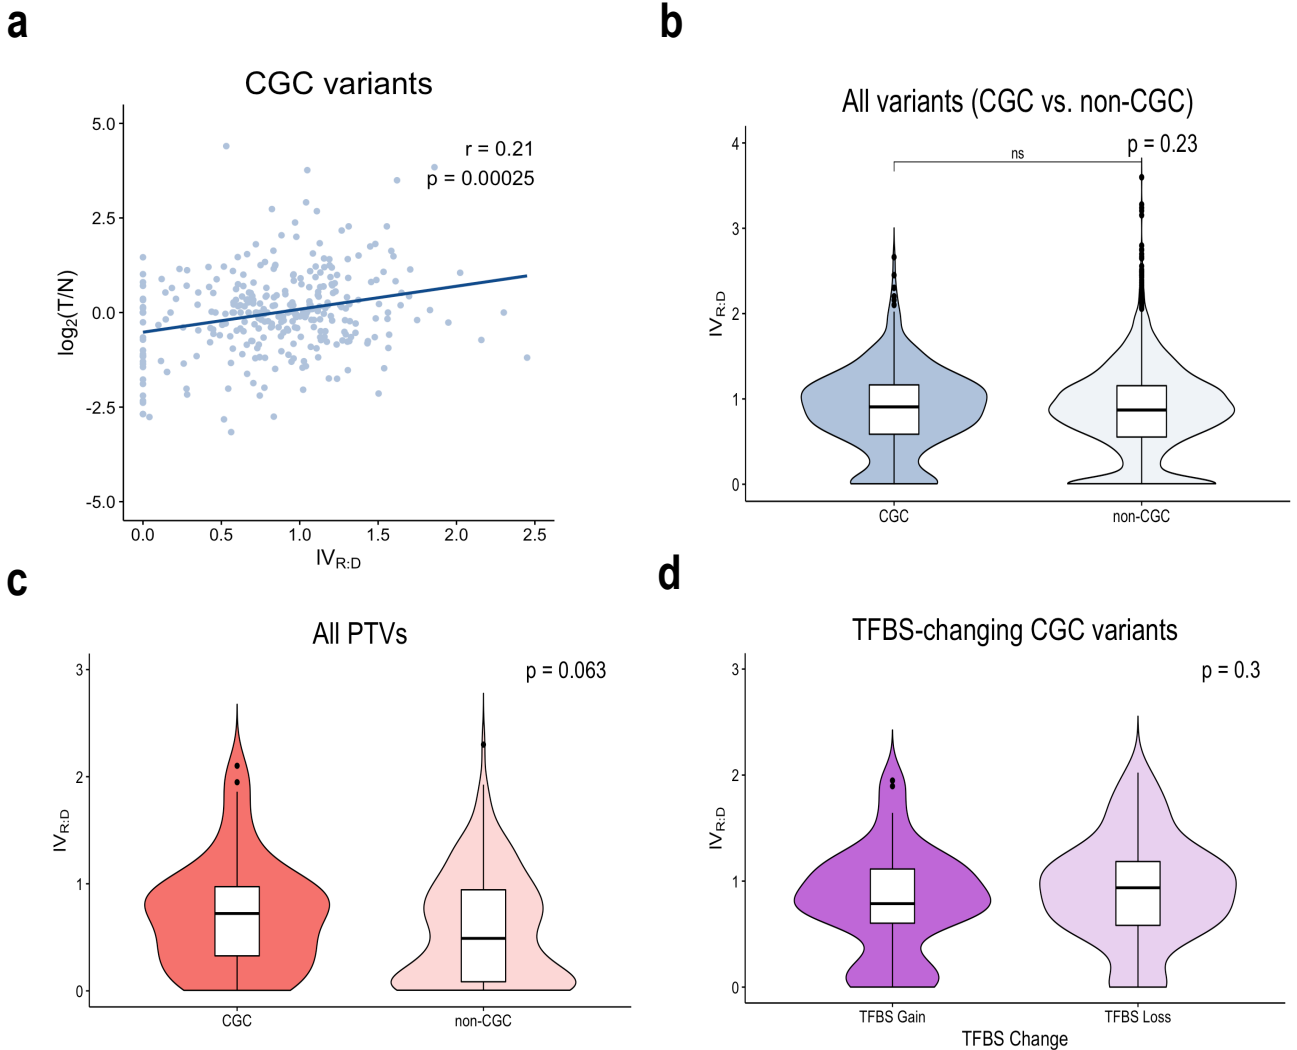 a
CGC variants
5.0
2.5
0.0
-2.5
-5.0
log2(T/N)
r = 0.21
p = 0.00025
0.0 0.5 1.0 1.5 2.0 2.5
IVR:D
b
All variants (CGC vs. non-CGC)
p = 0.23
ns
4
3
2
1
0
IVR:D
CGC non-CGC
c
All PTVs
p = 0.063
3
2
1
0
IVR:D
CGC non-CGC
d
TFBS-changing CGC variants
p = 0.3
3
2
1
0
IVR:D
TFBS Gain TFBS Loss
TFBS Change